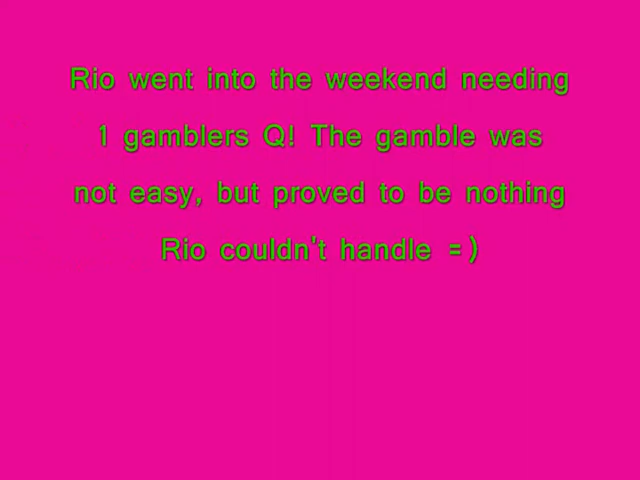 Rio went into the weekend needing
1 gamblers Q! The gamble was
not easy, but proved to be nothing
Rio couldn't handle =)